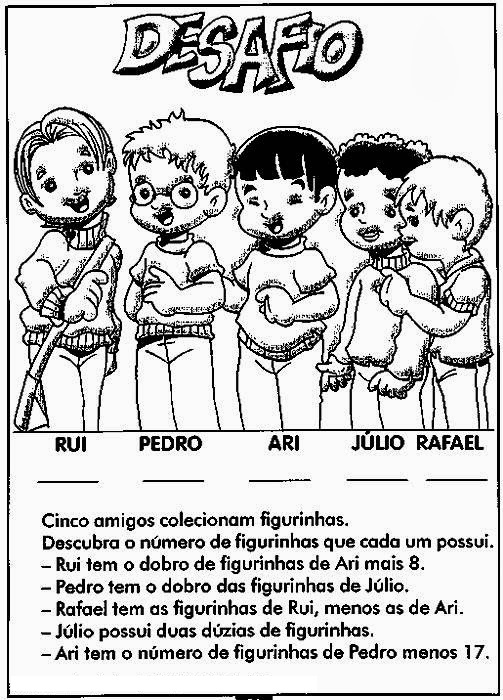 DESAFIO
RUI PEDRO ARI JÚLIO RAFAEL
Cinco amigos colecionam figurinhas.
Descubra o número de figurinhas que cada um possui.
– Rui tem o dobro de figurinhas de Ari mais 8.
– Pedro tem o dobro das figurinhas de Júlio.
– Rafael tem as figurinhas de Rui, menos as de Ari.
– Júlio possui duas dúzias de figurinhas.
– Ari tem o número de figurinhas de Pedro menos 17.